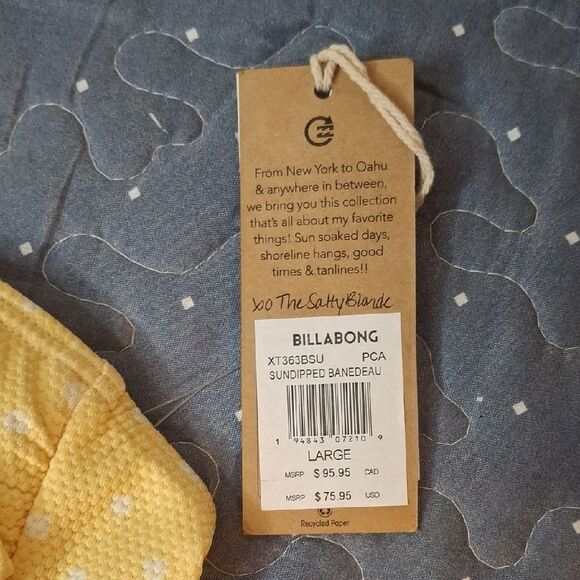 From New York to Oahu
& anywhere in between,
we bring you this collection
that's all about my favorite
things! Sun soaked days,
shoreline hangs, good
times & tanlines!!
xo The Salty Blonde
BILLABONG
XT363BSU PCA
SUNDIPPED BANEDEAU
1 94843 07210 9
LARGE
MSRP $95.95 CAD
MSRP $75.95 USD
Recycled Paper